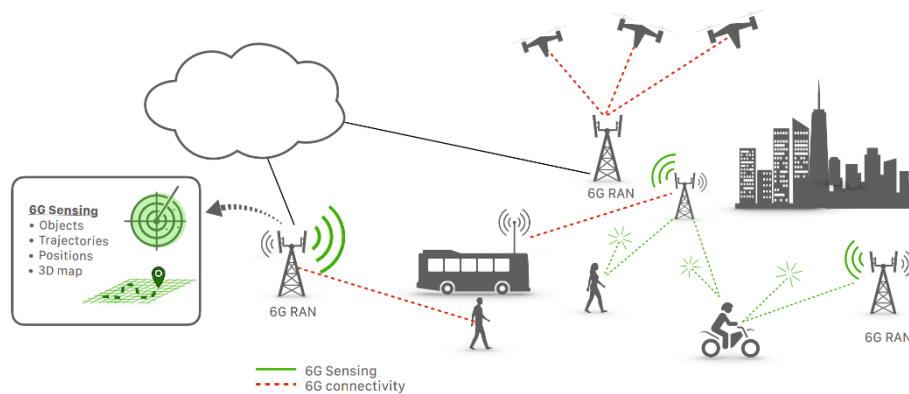 6G RAN
6G Sensing
• Objects
• Trajectories
• Positions
• 3D map
6G RAN
6G RAN
6G Sensing
6G connectivity